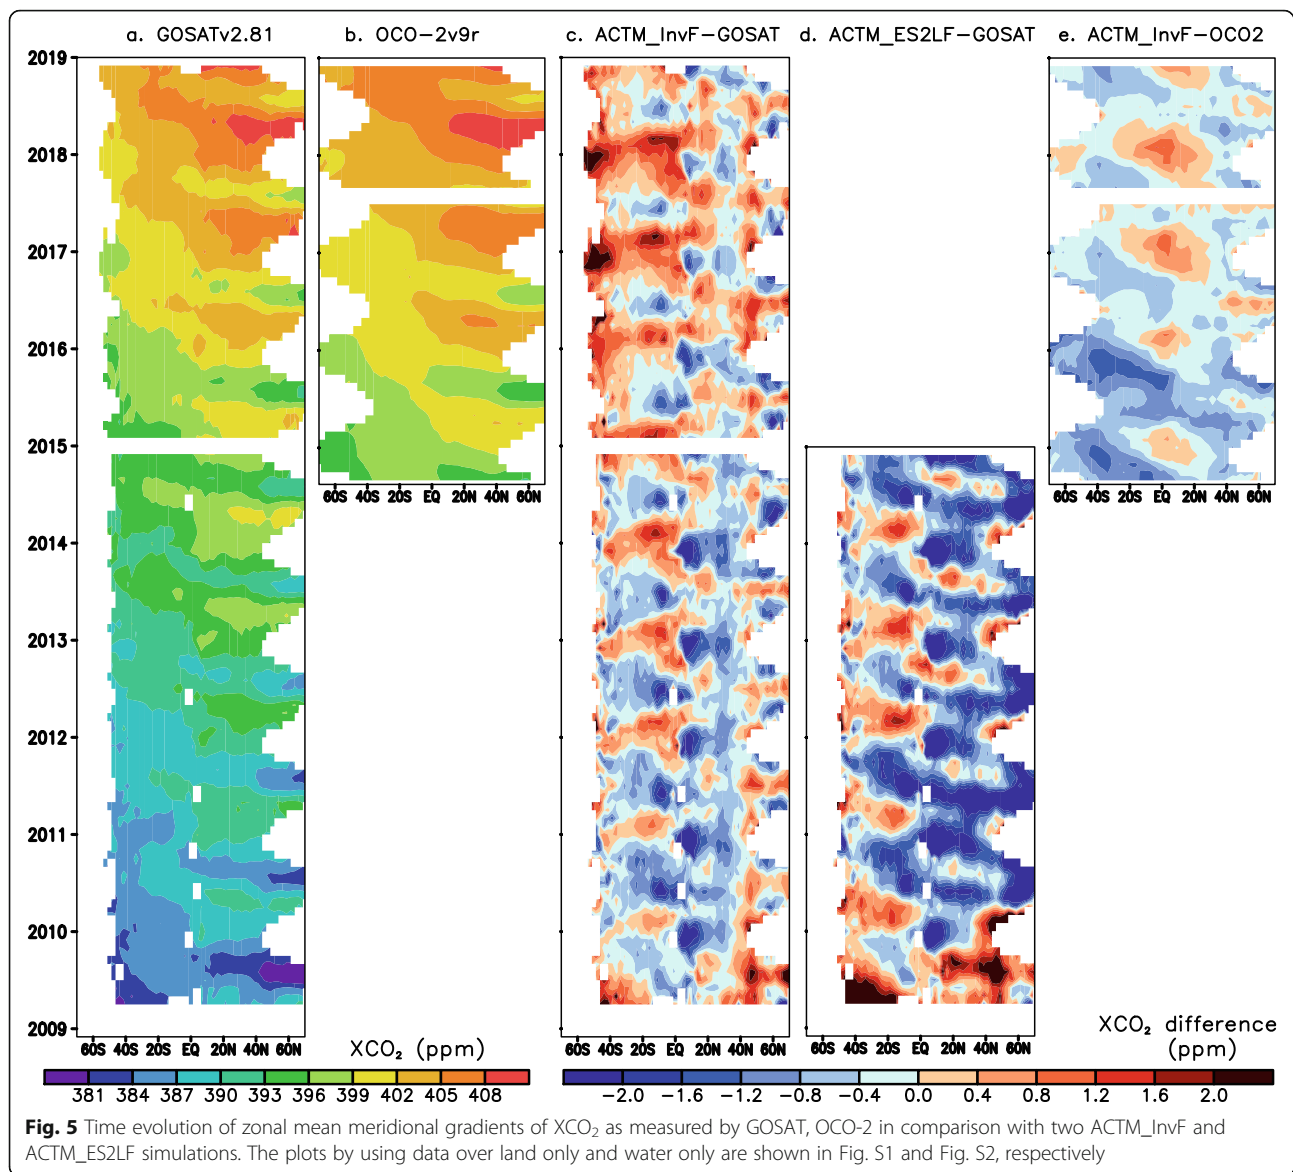 a. GOSATv2.81
b. OCO-2v9r
c. ACTM_InvF-GOSAT
d. ACTM_ES2LF-GOSAT
e. ACTM_InvF-OCO2
2019
2018
2017
2016
2015
2014
2013
2012
2011
2010
2009
60S 40S 20S EQ 20N 40N 60N
60S 40S 20S EQ 20N 40N 60N
60S 40S 20S EQ 20N 40N 60N
60S 40S 20S EQ 20N 40N 60N
60S 40S 20S EQ 20N 40N 60N
XCO₂ (ppm)
XCO₂ difference
(ppm)
381 384 387 390 393 396 399 402 405 408
-2.0 -1.6 -1.2 -0.8 -0.4 0.0 0.4 0.8 1.2 1.6 2.0
Fig. 5 Time evolution of zonal mean meridional gradients of XCO₂ as measured by GOSAT, OCO-2 in comparison with two ACTM_InvF and
ACTM_ES2LF simulations. The plots by using data over land only and water only are shown in Fig. S1 and Fig. S2, respectively